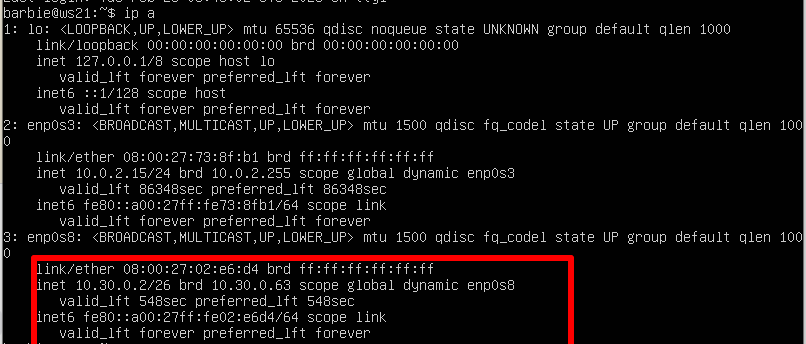 barbie@ws21:~$ ip a
1: lo: <LOOPBACK,UP,LOWER_UP> mtu 65536 qdisc noqueue state UNKNOWN group default qlen 1000
link/loopback 00:00:00:00:00:00 brd 00:00:00:00:00:00
inet 127.0.0.1/8 scope host lo
valid_lft forever preferred_lft forever
inet6 ::1/128 scope host
valid_lft forever preferred_lft forever
2: enp0s3: <BROADCAST,MULTICAST,UP,LOWER_UP> mtu 1500 qdisc fq_codel state UP group default qlen 100
0
link/ether 08:00:27:73:8f:b1 brd ff:ff:ff:ff:ff:ff
inet 10.0.2.15/24 brd 10.0.2.255 scope global dynamic enp0s3
valid_lft 86348sec preferred_lft 86348sec
inet6 fe80::a00:27ff:fe73:8fb1/64 scope link
valid_lft forever preferred_lft forever
3: enp0s8: <BROADCAST,MULTICAST,UP,LOWER_UP> mtu 1500 qdisc fq_codel state UP group default qlen 100
0
link/ether 08:00:27:02:e6:d4 brd ff:ff:ff:ff:ff:ff
inet 10.30.0.2/26 brd 10.30.0.63 scope global dynamic enp0s8
valid_lft 548sec preferred_lft 548sec
inet6 fe80::a00:27ff:fe02:e6d4/64 scope link
valid_lft forever preferred_lft forever